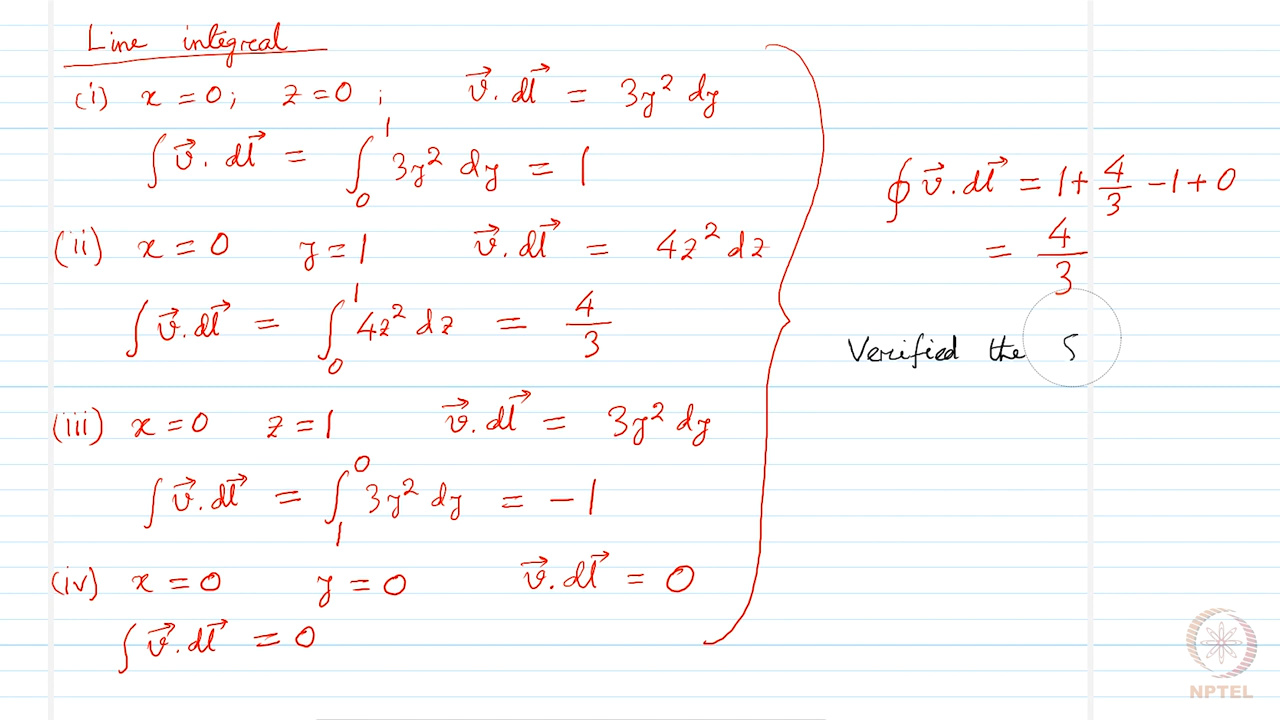 Line integral
(i) x = 0; z = 0; v⃗.dl⃗ = 3y² dy
∫ v⃗.dl⃗ = ∫₀¹ 3y² dy = 1
(ii) x = 0 y = 1 v⃗.dl⃗ = 4z² dz
∫ v⃗.dl⃗ = ∫₀¹ 4z² dz = 4/3
(iii) x = 0 z = 1 v⃗.dl⃗ = 3y² dy
∫ v⃗.dl⃗ = ∫₁⁰ 3y² dy = -1
(iv) x = 0 y = 0 v⃗.dl⃗ = 0
∫ v⃗.dl⃗ = 0
∮ v⃗.dl⃗ = 1 + 4/3 - 1 + 0
= 4/3
Verified the S
NPTEL